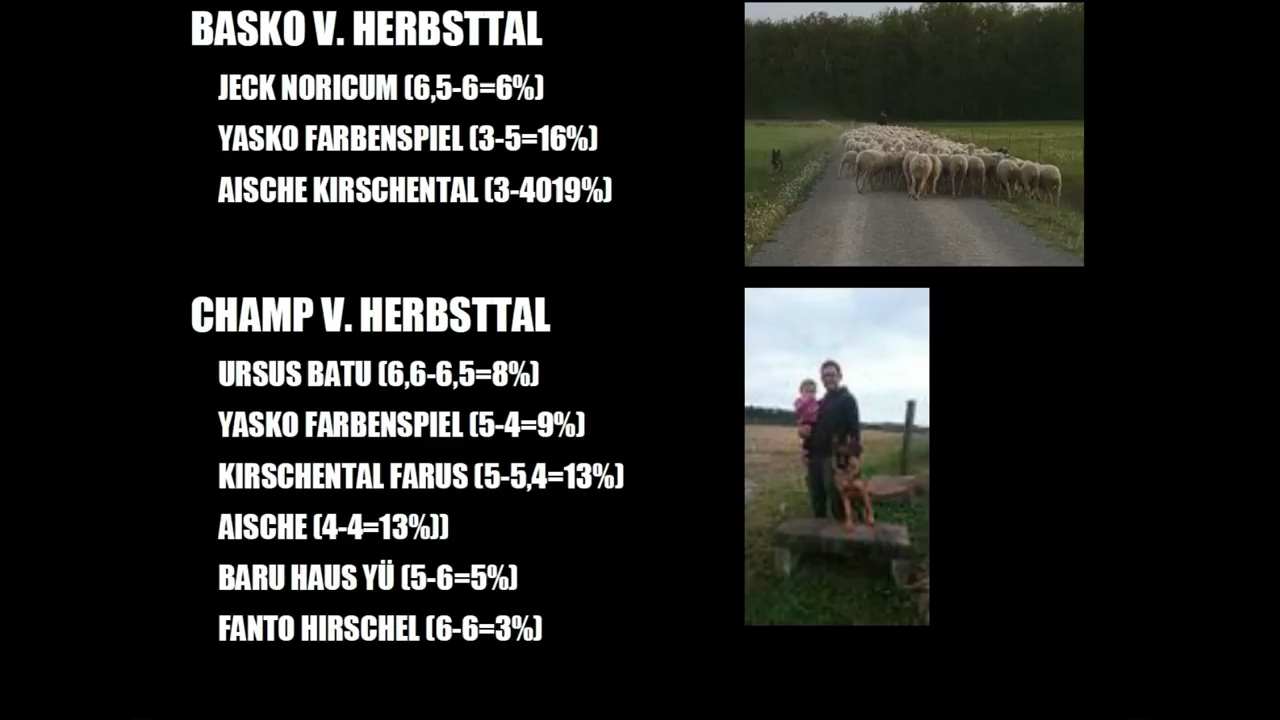 BASKO V. HERBSTTAL
JECK NORICUM (6,5-6=6%)
YASKO FARBENSPIEL (3-5=16%)
AISCHE KIRSCHENTAL (3-4019%)
CHAMP V. HERBSTTAL
URSUS BATU (6,6-6,5=8%)
YASKO FARBENSPIEL (5-4=9%)
KIRSCHENTAL FARUS (5-5,4=13%)
AISCHE (4-4=13%))
BARU HAUS YÜ (5-6=5%)
FANTO HIRSCHEL (6-6=3%)